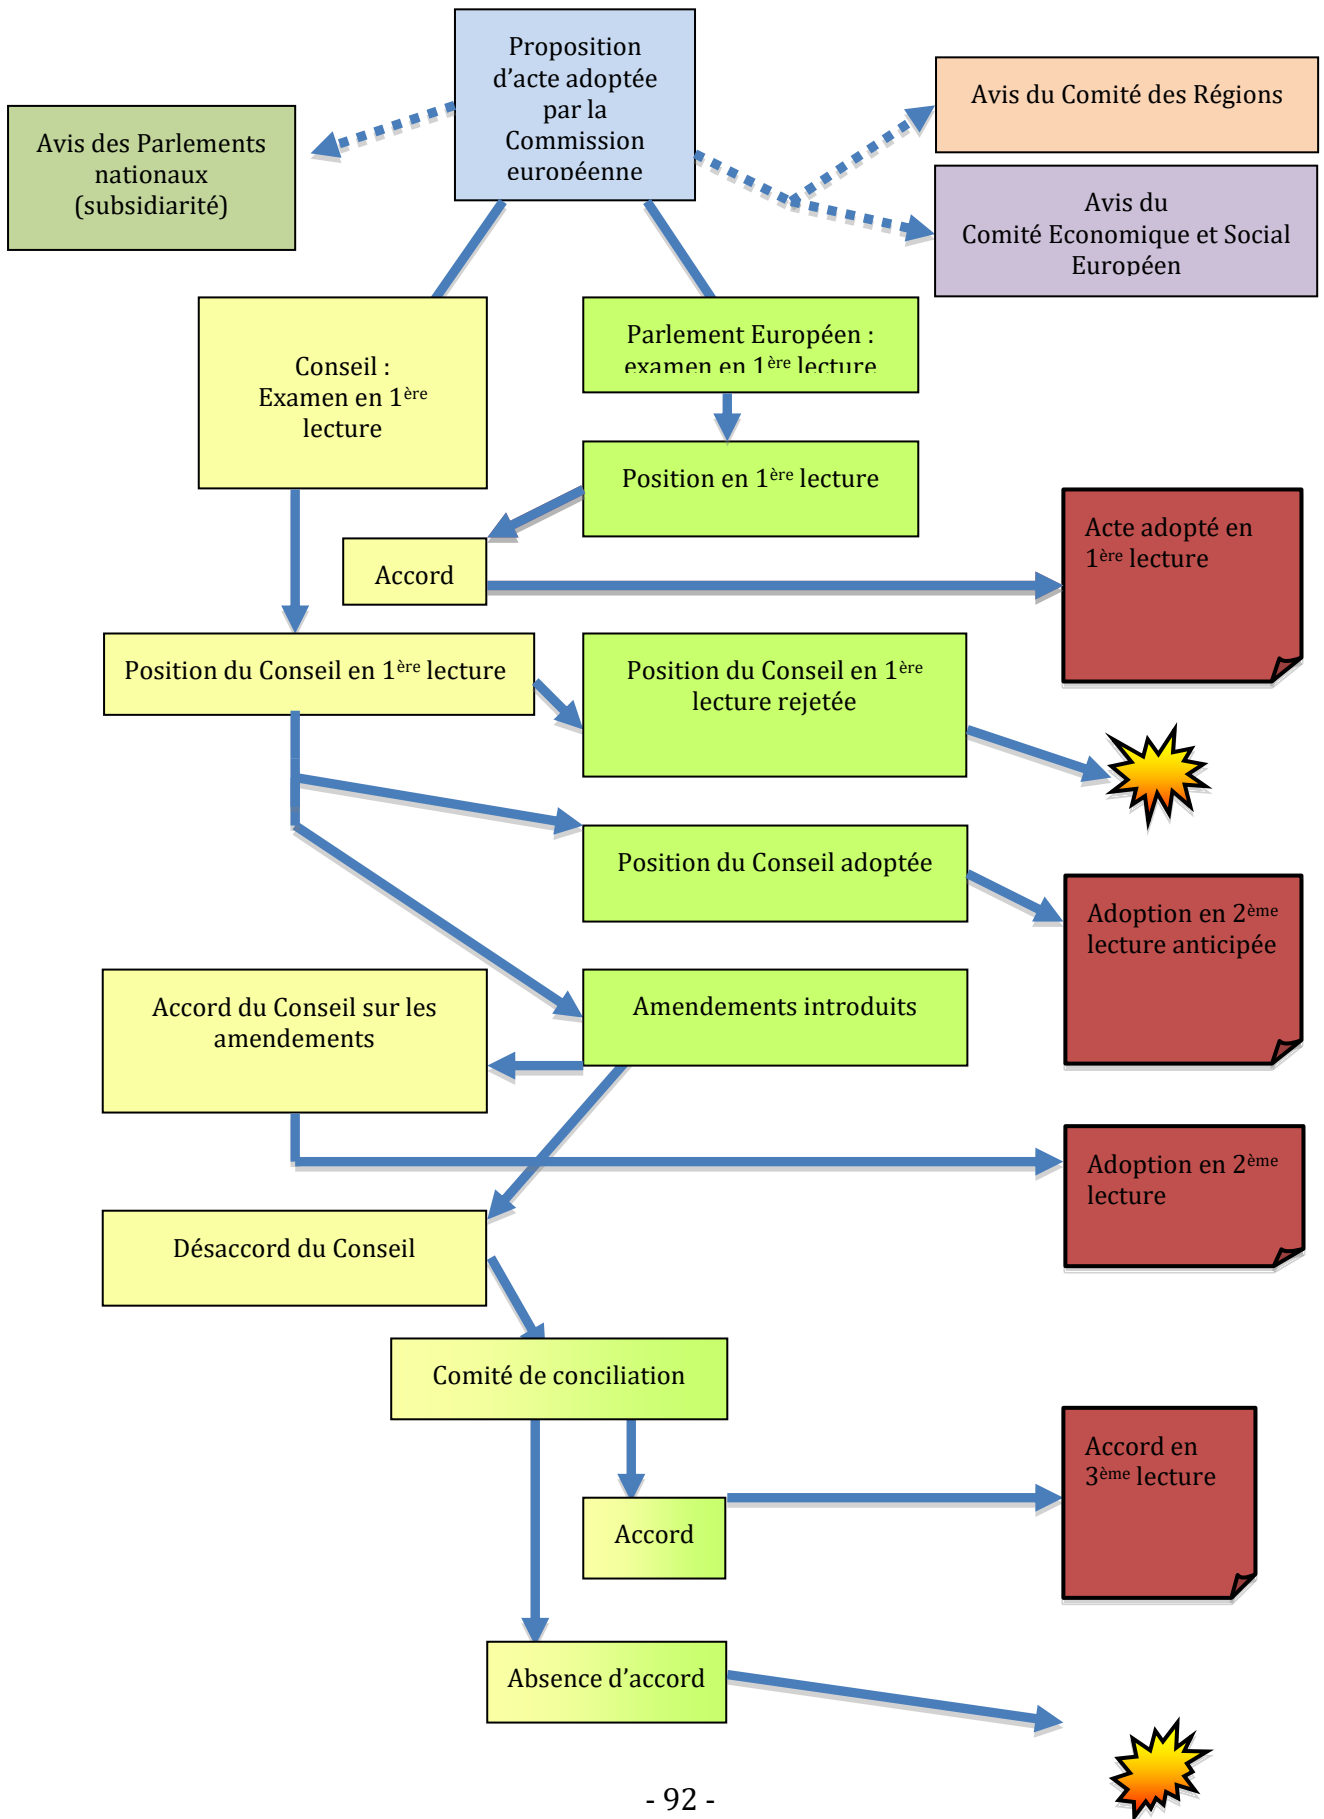 Proposition
d’acte adoptée
par la
Commission
européenne
Avis du Comité des Régions
Avis des Parlements
nationaux
(subsidiarité)
Avis du
Comité Economique et Social
Européen
Conseil :
Examen en 1ère
lecture
Parlement Européen :
examen en 1ère lecture
Position en 1ère lecture
Accord
Acte adopté en
1ère lecture
Position du Conseil en 1ère lecture
Position du Conseil en 1ère
lecture rejetée
Position du Conseil adoptée
Adoption en 2ème
lecture anticipée
Accord du Conseil sur les
amendements
Amendements introduits
Adoption en 2ème
lecture
Désaccord du Conseil
Comité de conciliation
Accord en
3ème lecture
Accord
Absence d’accord
- 92 -